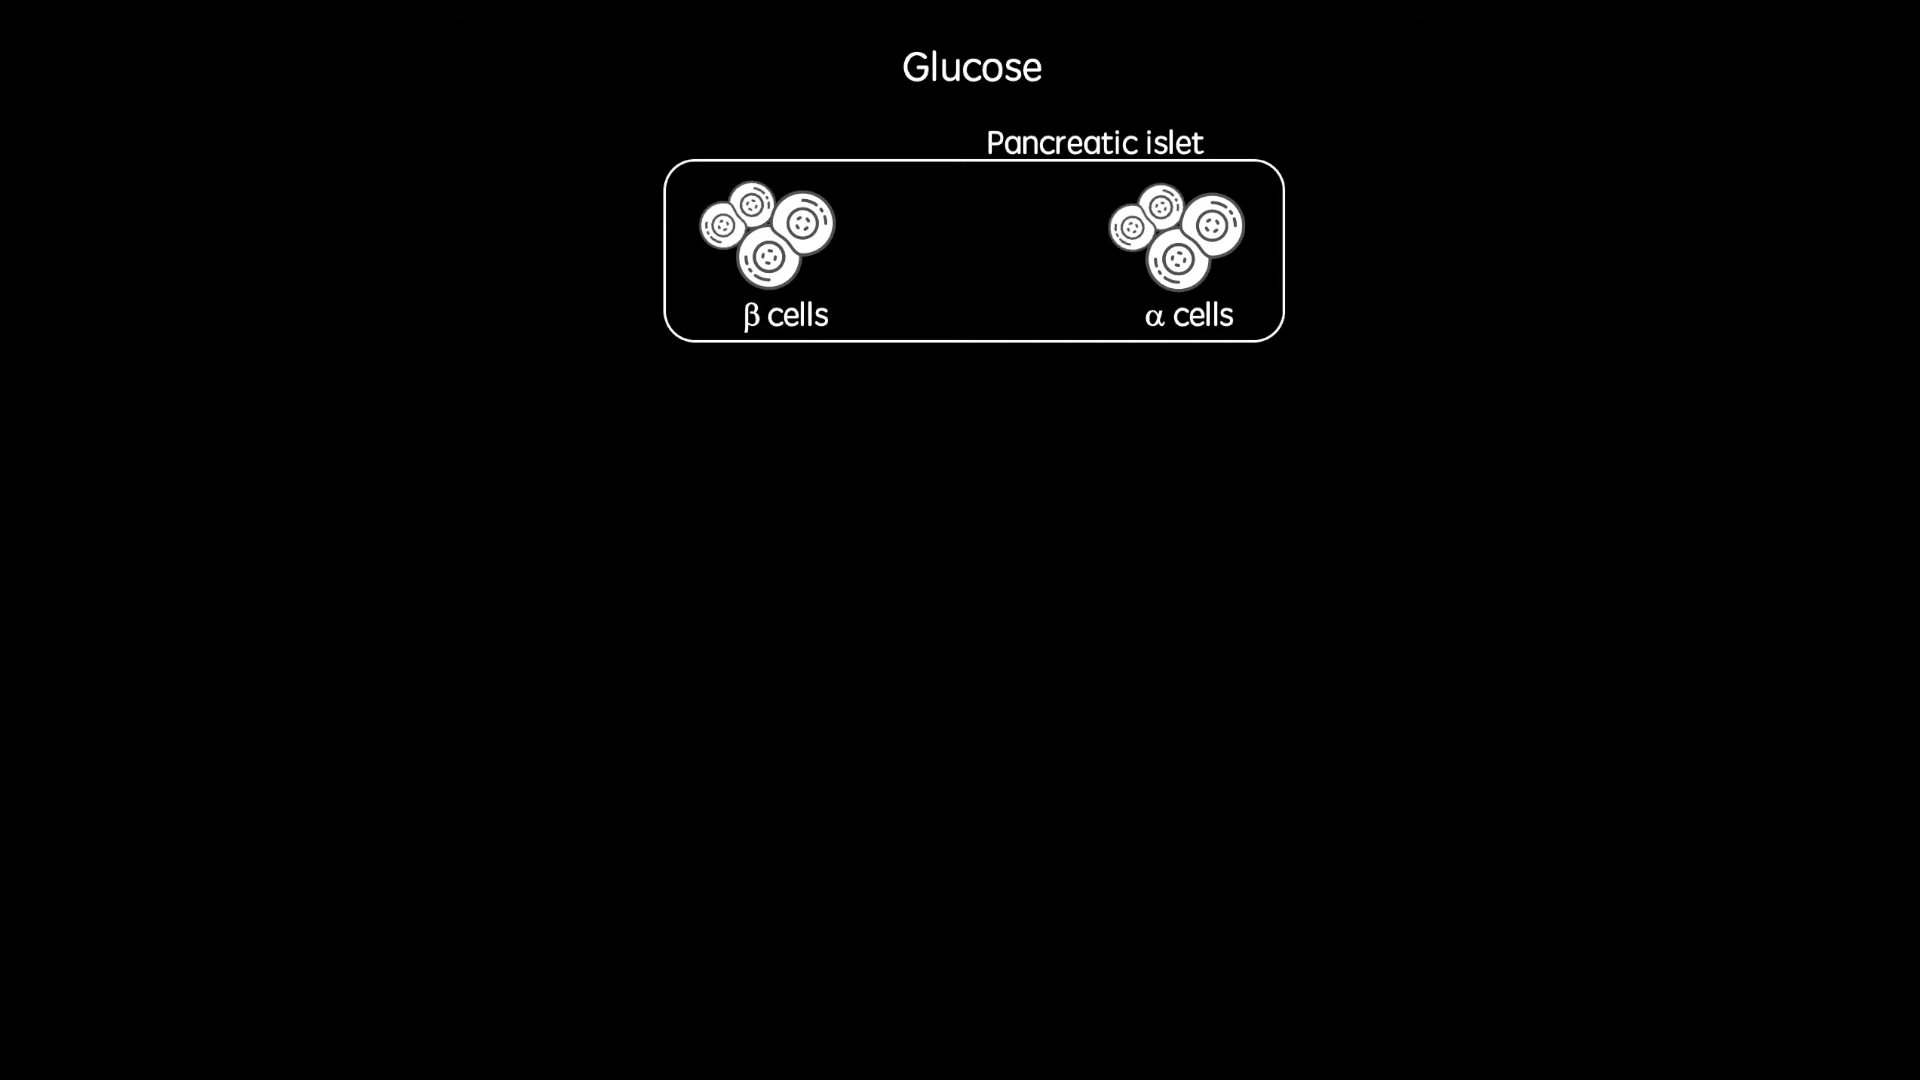 Glucose
Pancreatic islet
β cells
α cells